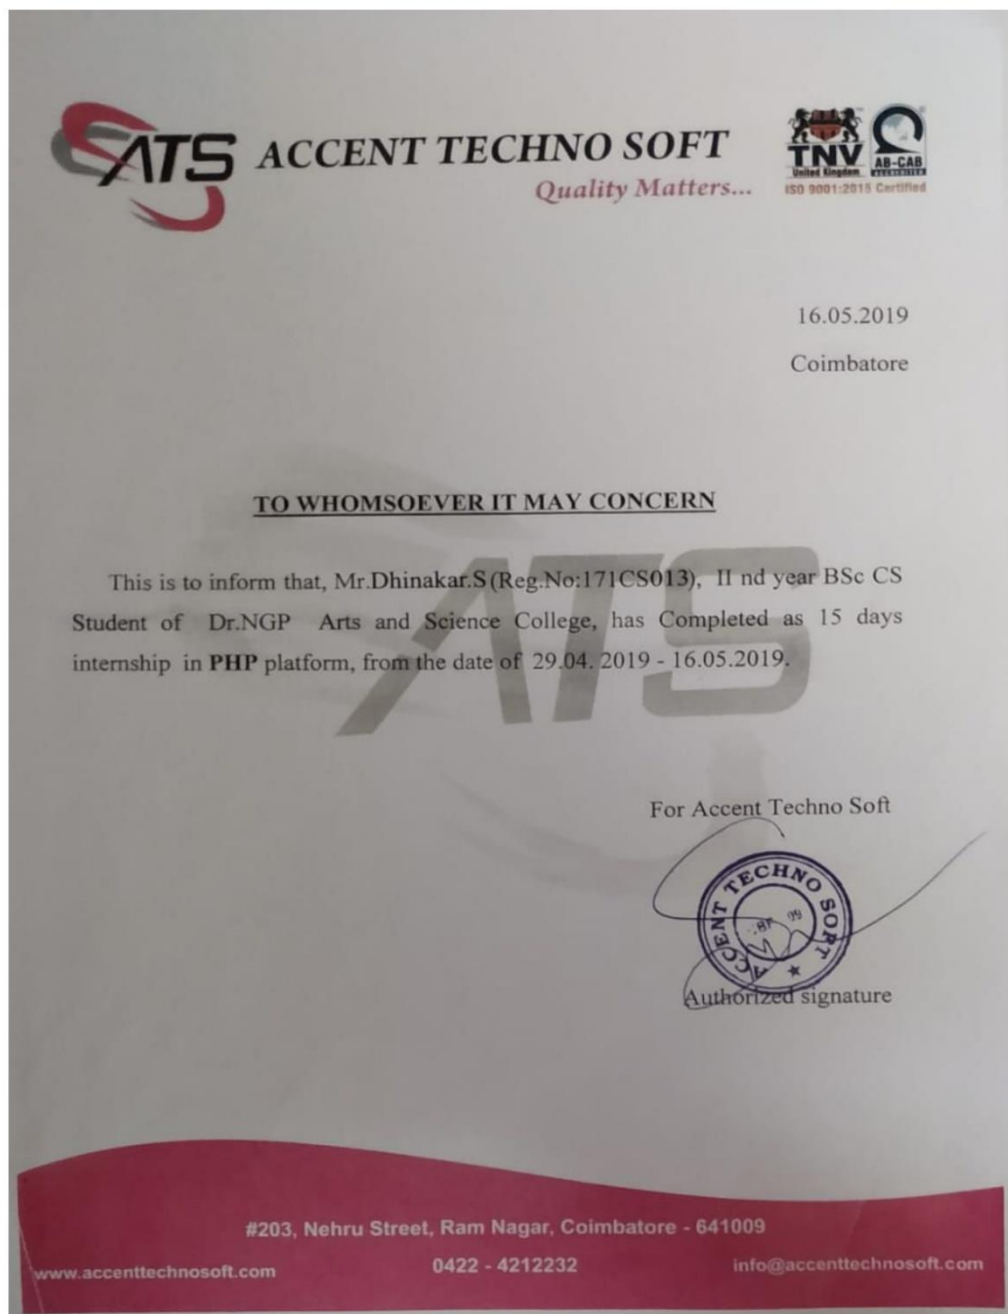 ATS ACCENT TECHNO SOFT
Quality Matters...
TNV
United Kingdom
AB-CAB
ACCREDITED
ISO 9001:2015 Certified
16.05.2019
Coimbatore
TO WHOMSOEVER IT MAY CONCERN
This is to inform that, Mr.Dhinakar.S(Reg.No:171CS013), II nd year BSc CS
Student of Dr.NGP Arts and Science College, has Completed as 15 days
internship in PHP platform, from the date of 29.04. 2019 - 16.05.2019.
ATS
For Accent Techno Soft
ACCENT TECHNO SOFT
Authorized signature
#203, Nehru Street, Ram Nagar, Coimbatore - 641009
www.accenttechnosoft.com 0422 - 4212232 info@accenttechnosoft.com